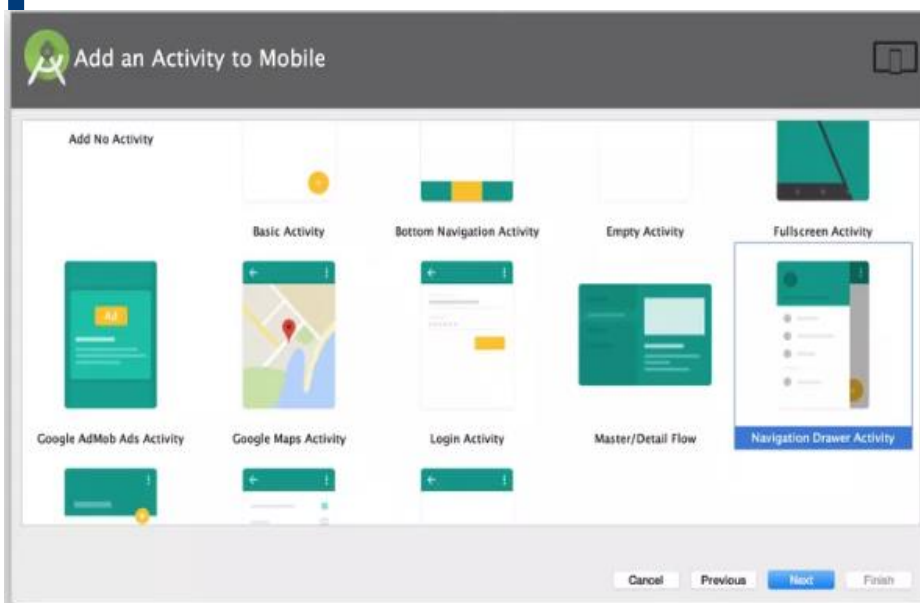 Add an Activity to Mobile
Add No Activity
Basic Activity
Bottom Navigation Activity
Empty Activity
Fullscreen Activity
Ad
Google AdMob Ads Activity
Google Maps Activity
Login Activity
Master/Detail Flow
Navigation Drawer Activity
Cancel
Previous
Next
Finish